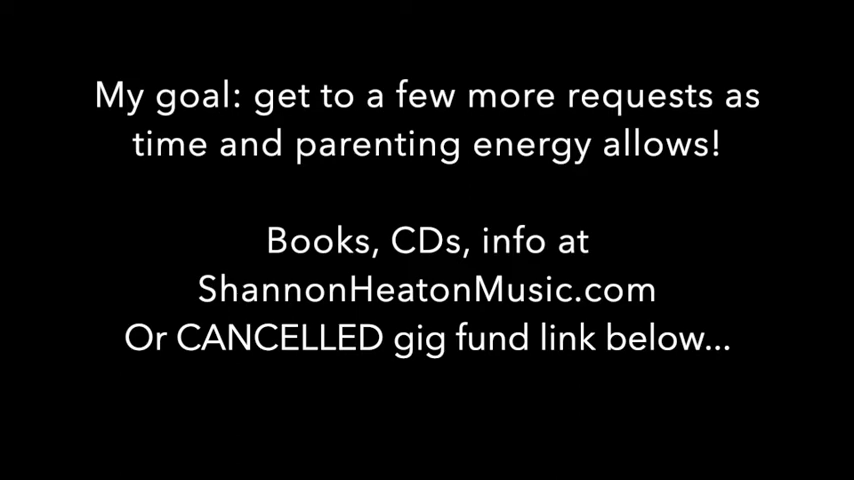 My goal: get to a few more requests as
time and parenting energy allows!
Books, CDs, info at
ShannonHeatonMusic.com
Or CANCELLED gig fund link below...